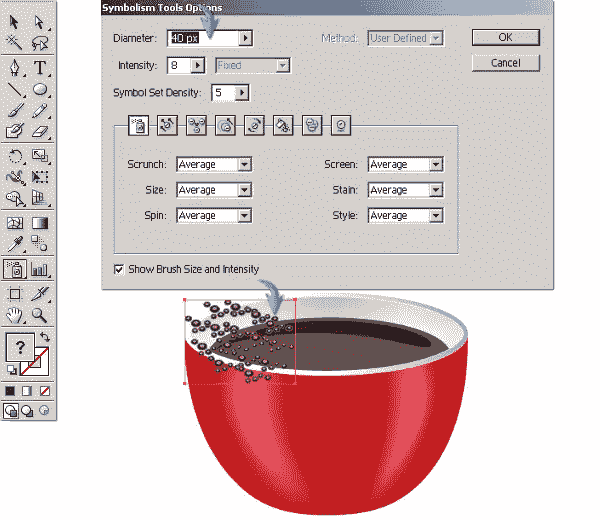 Symbolism Tools Options
Diameter: 40 px Method: User Defined OK
Intensity: 8 Fixed Cancel
Symbol Set Density: 5
Scrunch: Average Screen: Average
Size: Average Stain: Average
Spin: Average Style: Average
Show Brush Size and Intensity
T
?